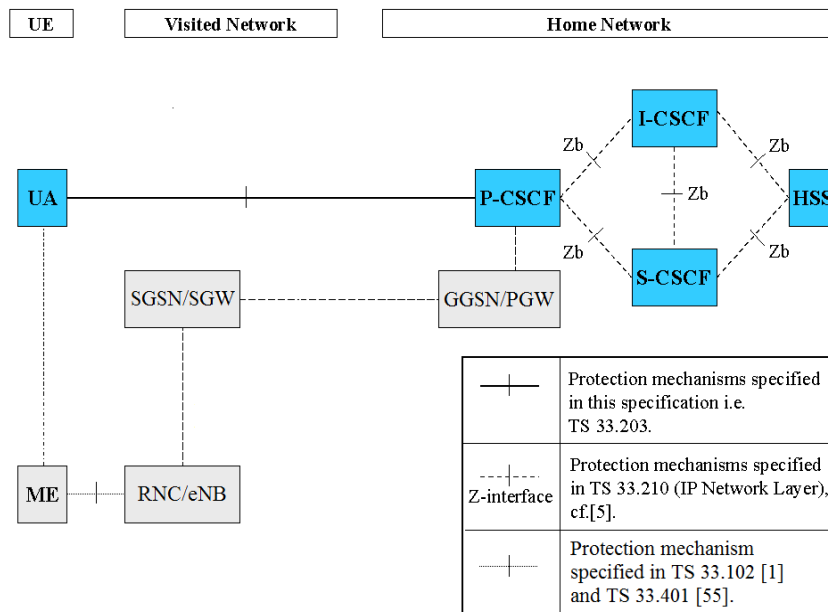 UE
Visited Network
Home Network
I-CSCF
Zb
Zb
UA
P-CSCF
Zb
HSS
Zb
Zb
S-CSCF
SGSN/SGW
GGSN/PGW
Protection mechanisms specified
in this specification i.e.
TS 33.203.
Z-interface
Protection mechanisms specified
in TS 33.210 (IP Network Layer),
cf.[5].
ME
RNC/eNB
Protection mechanism
specified in TS 33.102 [1]
and TS 33.401 [55].